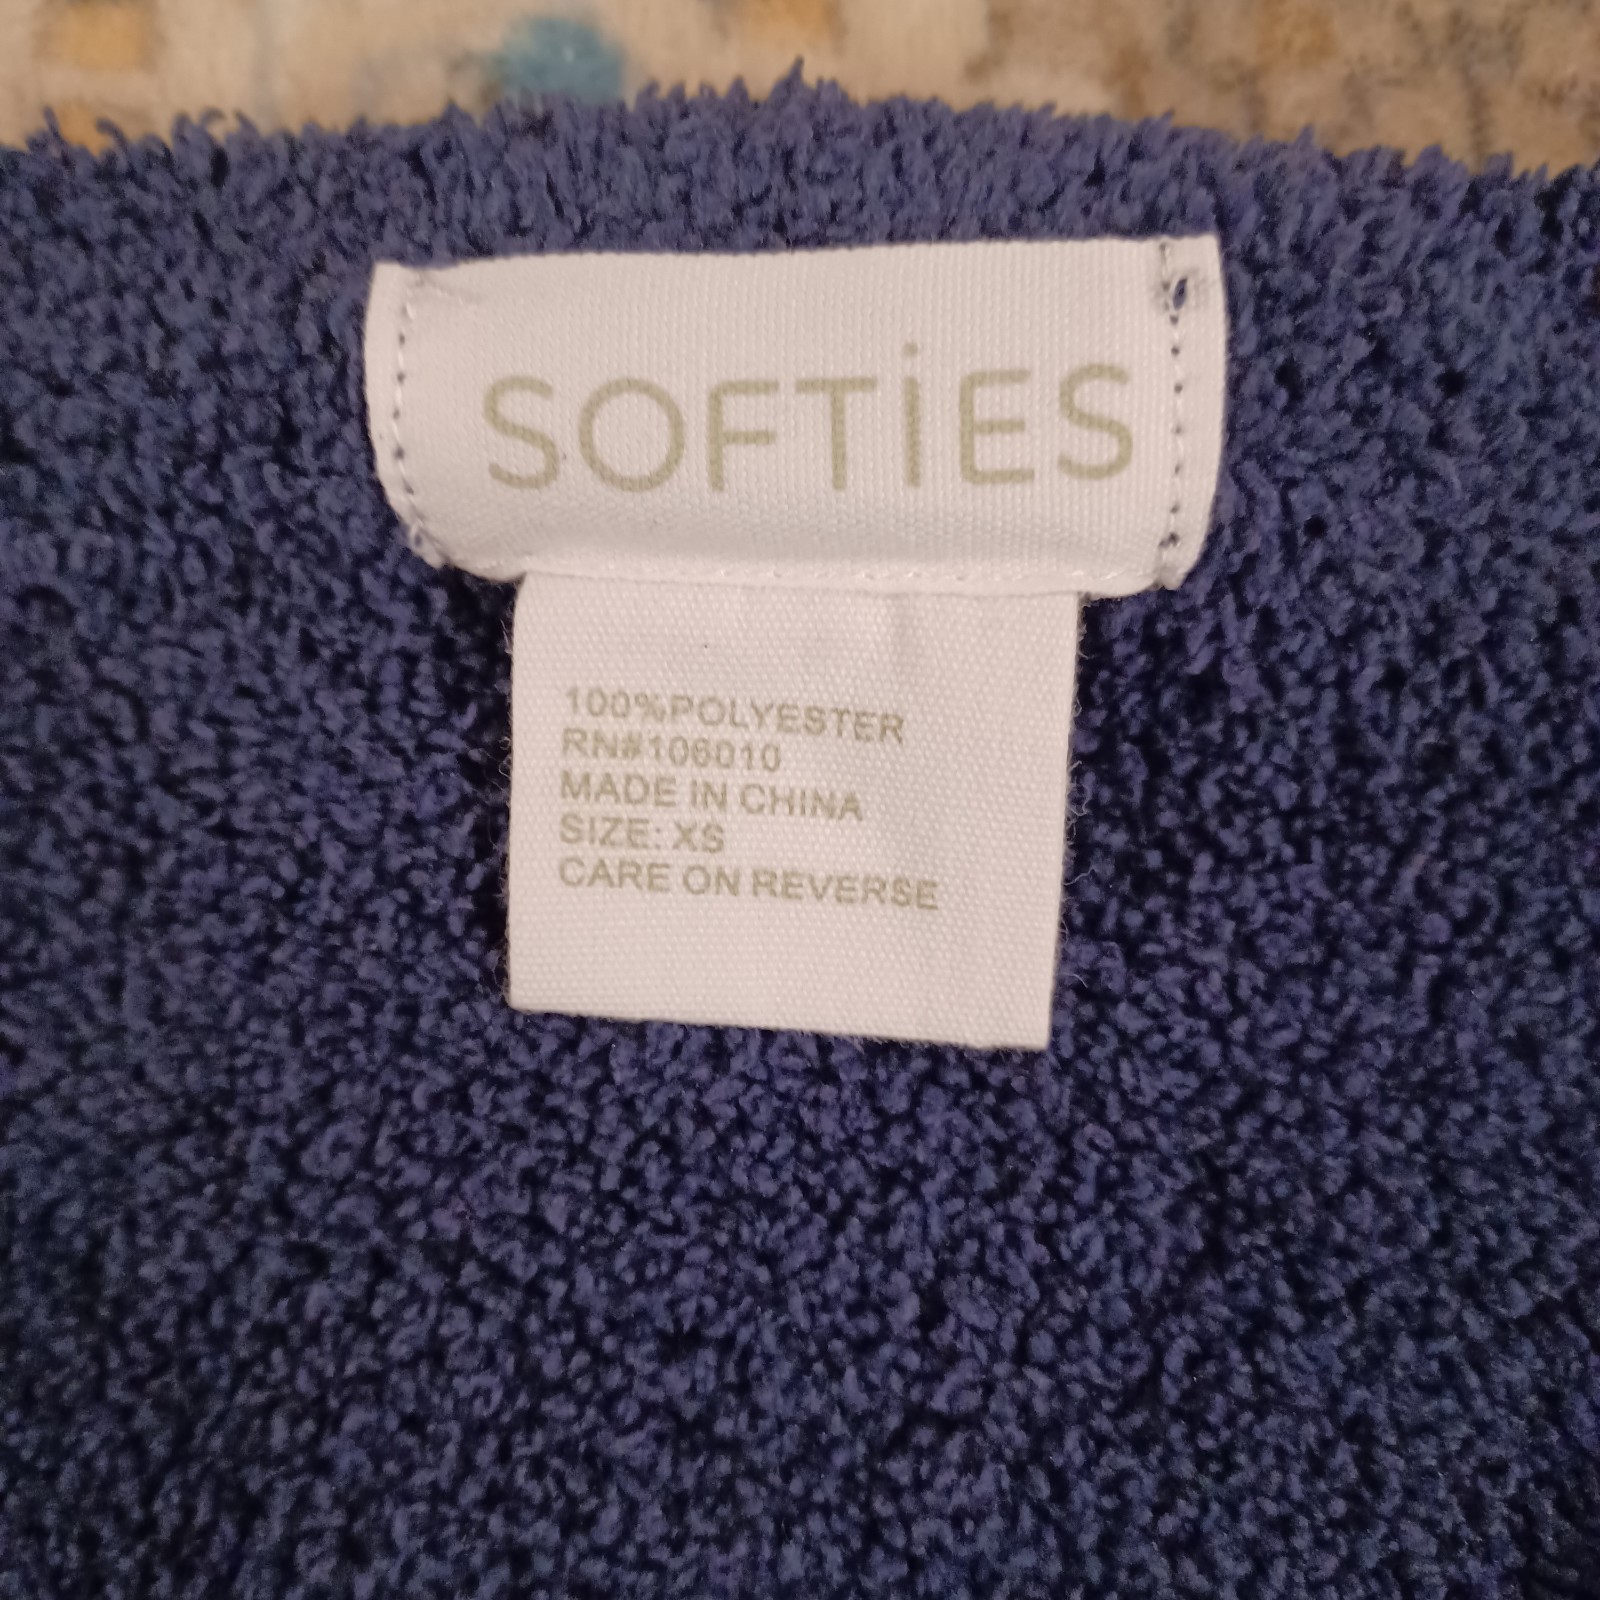 SOFTiES
100%POLYESTER
RN#106010
MADE IN CHINA
SIZE: XS
CARE ON REVERSE